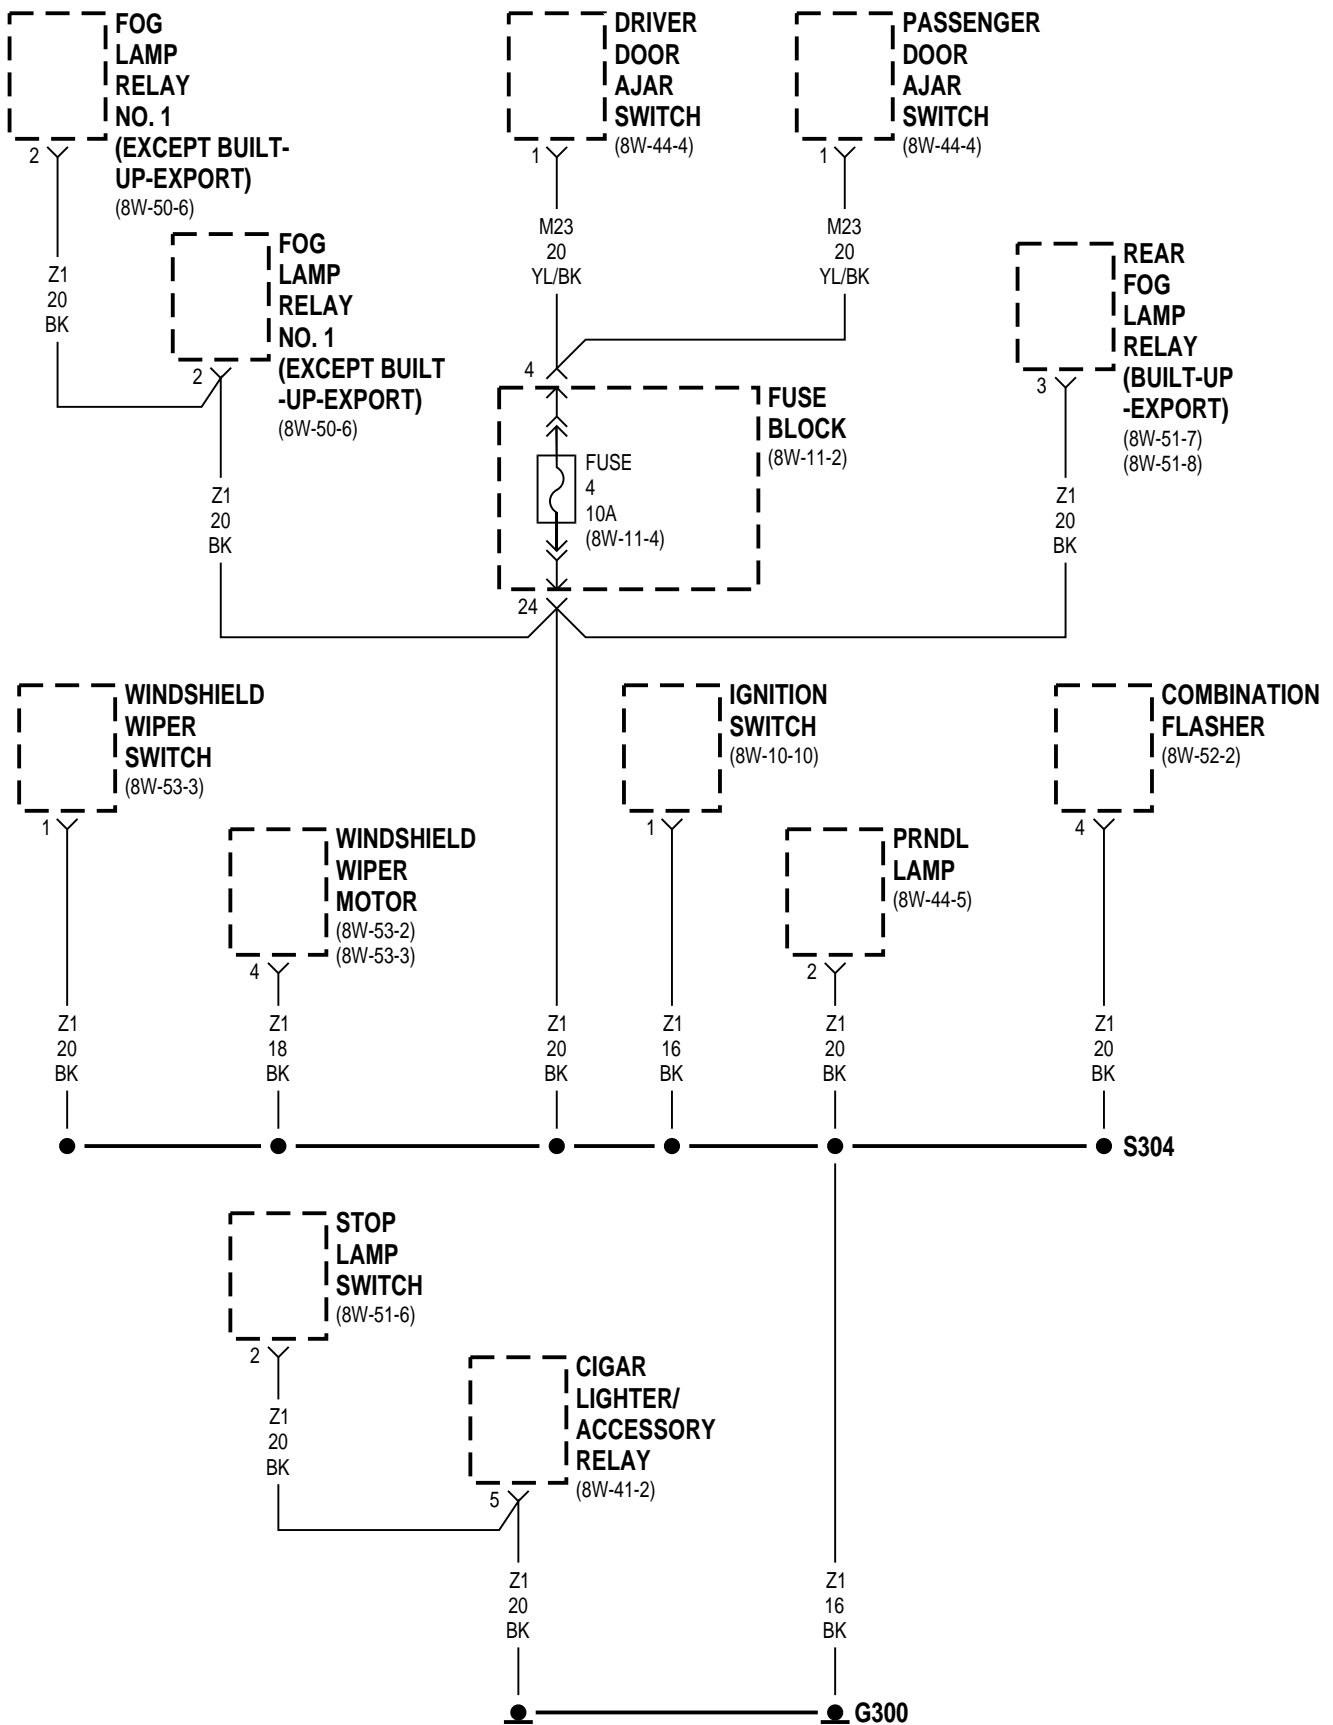 FOG
LAMP
RELAY
NO. 1
(EXCEPT BUILT-
UP-EXPORT)
(8W-50-6)
2
Z1
20
BK
FOG
LAMP
RELAY
NO. 1
(EXCEPT BUILT
-UP-EXPORT)
(8W-50-6)
2
Z1
20
BK
DRIVER
DOOR
AJAR
SWITCH
(8W-44-4)
1
M23
20
YL/BK
PASSENGER
DOOR
AJAR
SWITCH
(8W-44-4)
1
M23
20
YL/BK
4
FUSE
BLOCK
(8W-11-2)
FUSE
4
10A
(8W-11-4)
24
REAR
FOG
LAMP
RELAY
(BUILT-UP
-EXPORT)
(8W-51-7)
(8W-51-8)
3
Z1
20
BK
WINDSHIELD
WIPER
SWITCH
(8W-53-3)
1
Z1
20
BK
WINDSHIELD
WIPER
MOTOR
(8W-53-2)
(8W-53-3)
4
Z1
18
BK
Z1
20
BK
IGNITION
SWITCH
(8W-10-10)
1
Z1
16
BK
PRNDL
LAMP
(8W-44-5)
2
Z1
20
BK
COMBINATION
FLASHER
(8W-52-2)
4
Z1
20
BK
S304
STOP
LAMP
SWITCH
(8W-51-6)
2
Z1
20
BK
CIGAR
LIGHTER/
ACCESSORY
RELAY
(8W-41-2)
5
Z1
20
BK
Z1
16
BK
G300